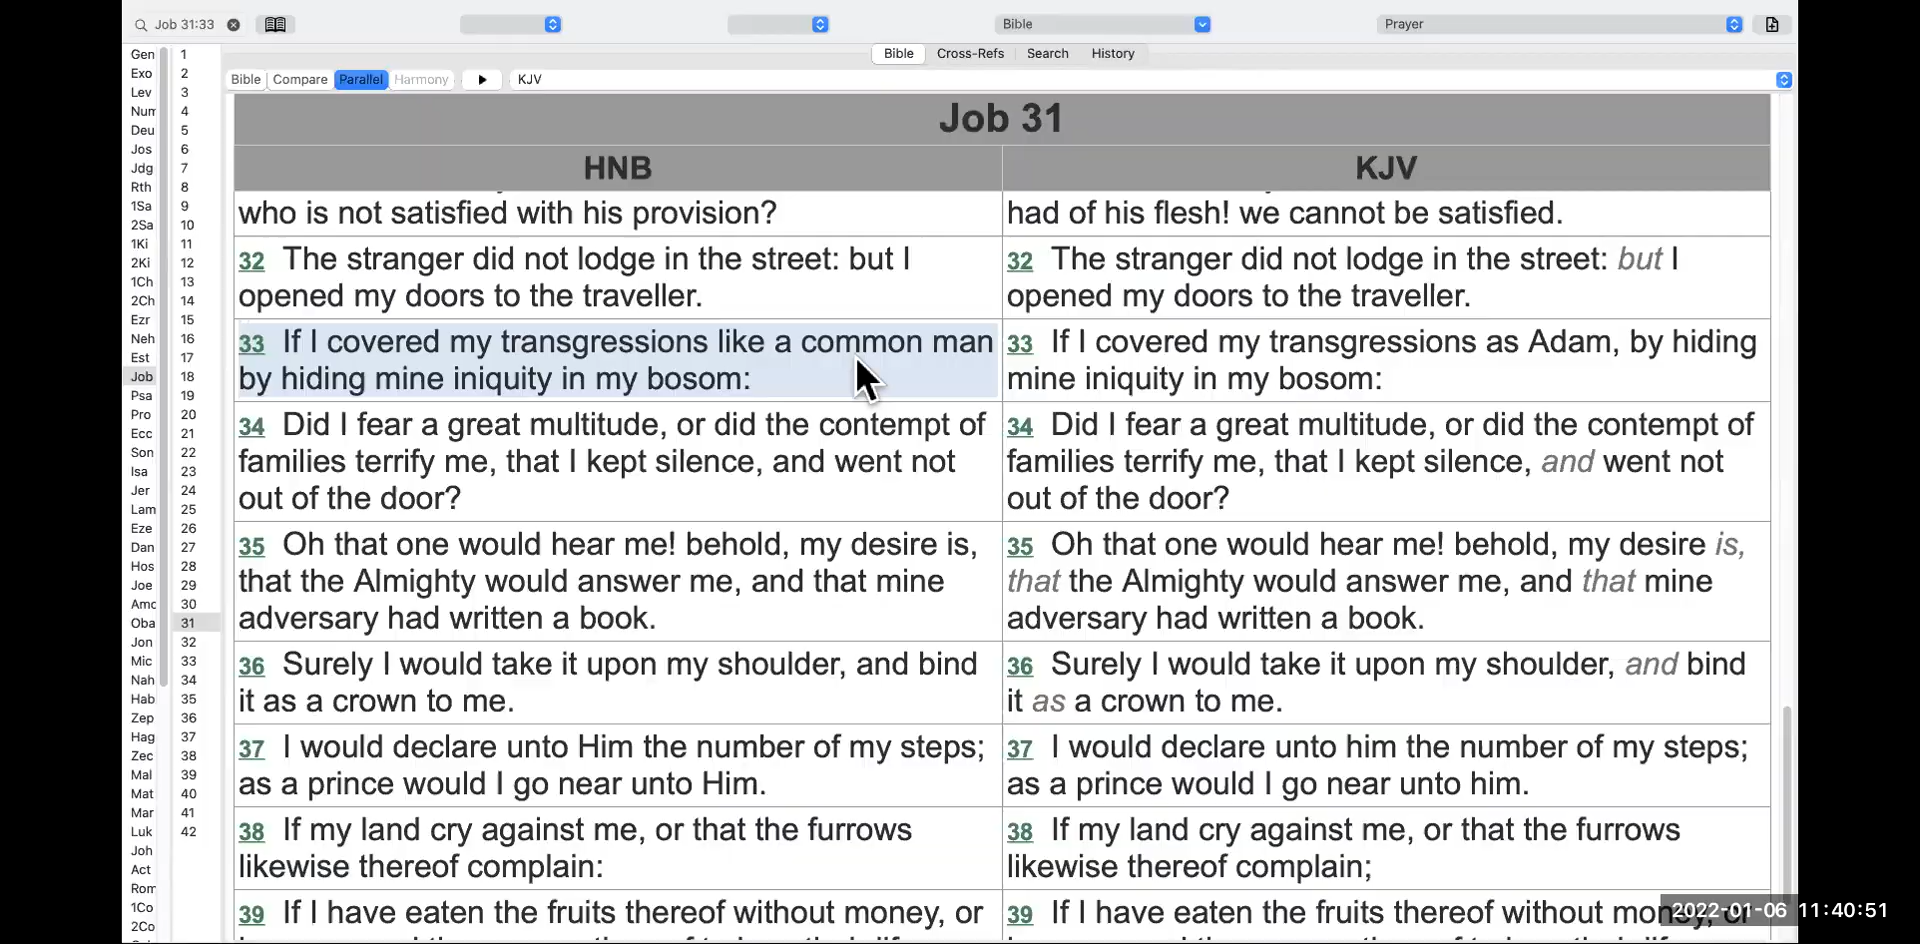 Job 31:33
Bible
Prayer
Bible Cross-Refs Search History
Bible Compare Parallel Harmony KJV
Gen
Exo
Lev
Num
Deu
Jos
Jdg
Rth
1Sa
2Sa
1Ki
2Ki
1Ch
2Ch
Ezr
Neh
Est
Job
Psa
Pro
Ecc
Son
Isa
Jer
Lam
Eze
Dan
Hos
Joe
Amo
Oba
Jon
Mic
Nah
Hab
Zep
Hag
Zec
Mal
Mat
Mar
Luk
Joh
Act
Rom
1Co
2Co
1
2
3
4
5
6
7
8
9
10
11
12
13
14
15
16
17
18
19
20
21
22
23
24
25
26
27
28
29
30
31
32
33
34
35
36
37
38
39
40
41
42
Job 31
HNB
who is not satisfied with his provision?
32 The stranger did not lodge in the street: but I
opened my doors to the traveller.
33 If I covered my transgressions like a common man
by hiding mine iniquity in my bosom:
34 Did I fear a great multitude, or did the contempt of
families terrify me, that I kept silence, and went not
out of the door?
35 Oh that one would hear me! behold, my desire is,
that the Almighty would answer me, and that mine
adversary had written a book.
36 Surely I would take it upon my shoulder, and bind
it as a crown to me.
37 I would declare unto Him the number of my steps;
as a prince would I go near unto Him.
38 If my land cry against me, or that the furrows
likewise thereof complain:
39 If I have eaten the fruits thereof without money, or
KJV
had of his flesh! we cannot be satisfied.
32 The stranger did not lodge in the street: but I
opened my doors to the traveller.
33 If I covered my transgressions as Adam, by hiding
mine iniquity in my bosom:
34 Did I fear a great multitude, or did the contempt of
families terrify me, that I kept silence, and went not
out of the door?
35 Oh that one would hear me! behold, my desire is,
that the Almighty would answer me, and that mine
adversary had written a book.
36 Surely I would take it upon my shoulder, and bind
it as a crown to me.
37 I would declare unto him the number of my steps;
as a prince would I go near unto him.
38 If my land cry against me, or that the furrows
likewise thereof complain;
39 If I have eaten the fruits thereof without money, or
2022-01-06 11:40:51